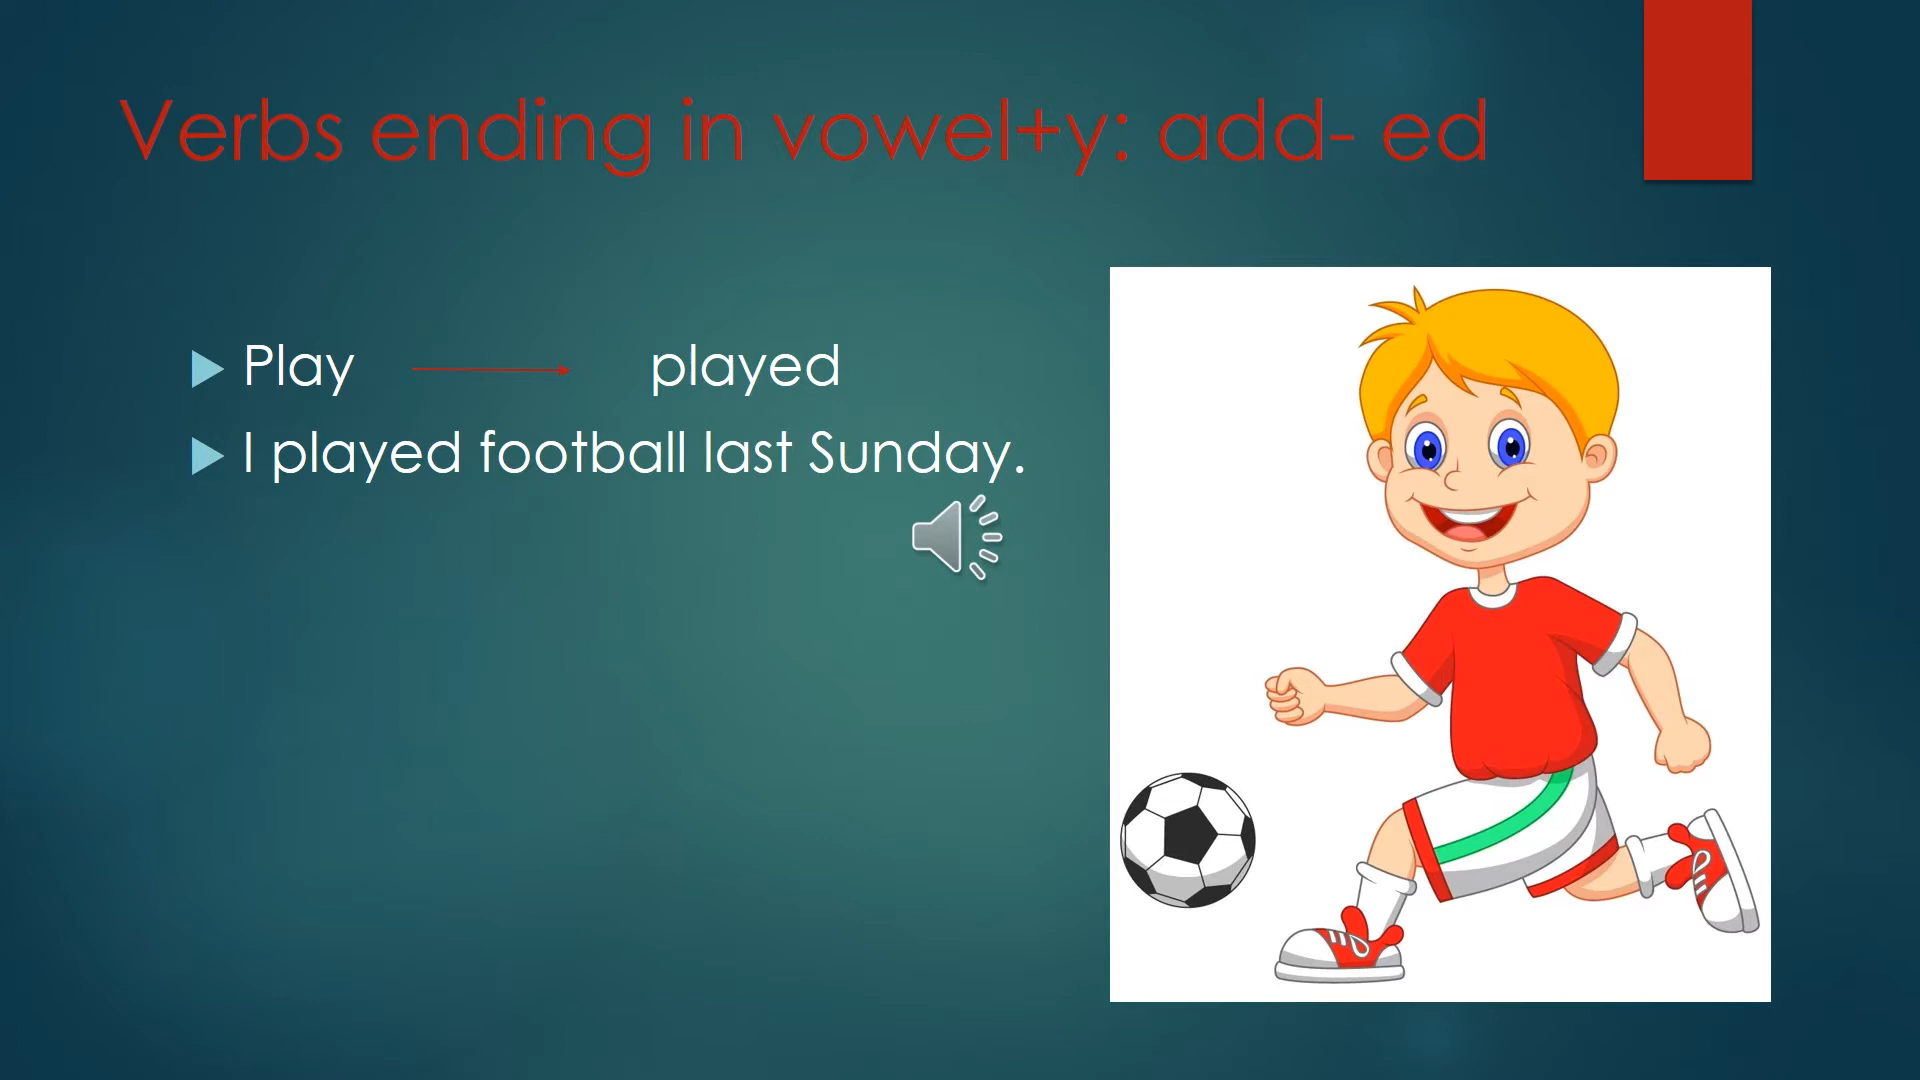 Verbs ending in vowel+y: add- ed
Play played
I played football last Sunday.